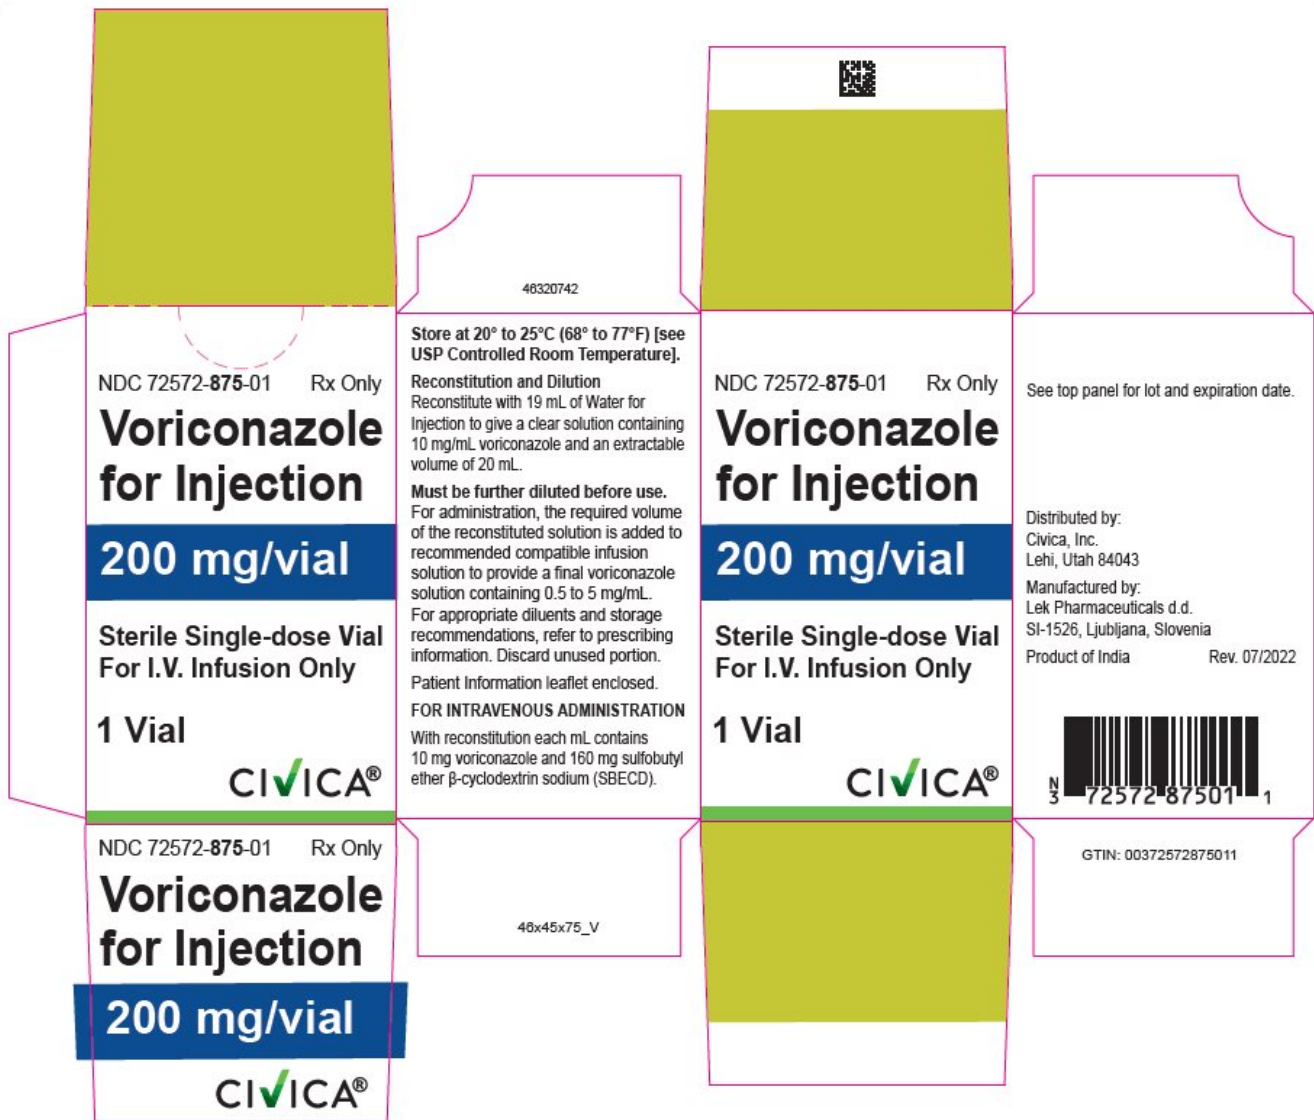 NDC 72572-875-01 Rx Only
Voriconazole
for Injection
200 mg/vial
Sterile Single-dose Vial
For I.V. Infusion Only
1 Vial
CIVICA®
NDC 72572-875-01 Rx Only
Voriconazole
for Injection
200 mg/vial
CIVICA®
46320742
Store at 20° to 25°C (68° to 77°F) [see
USP Controlled Room Temperature].
Reconstitution and Dilution
Reconstitute with 19 mL of Water for
Injection to give a clear solution containing
10 mg/mL voriconazole and an extractable
volume of 20 mL.
Must be further diluted before use.
For administration, the required volume
of the reconstituted solution is added to
recommended compatible infusion
solution to provide a final voriconazole
solution containing 0.5 to 5 mg/mL.
For appropriate diluents and storage
recommendations, refer to prescribing
information. Discard unused portion.
Patient Information leaflet enclosed.
FOR INTRAVENOUS ADMINISTRATION
With reconstitution each mL contains
10 mg voriconazole and 160 mg sulfobutyl
ether β-cyclodextrin sodium (SBECD).
46x45x75_V
NDC 72572-875-01 Rx Only
Voriconazole
for Injection
200 mg/vial
Sterile Single-dose Vial
For I.V. Infusion Only
1 Vial
CIVICA®
See top panel for lot and expiration date.
Distributed by:
Civica, Inc.
Lehi, Utah 84043
Manufactured by:
Lek Pharmaceuticals d.d.
SI-1526, Ljubljana, Slovenia
Product of India Rev. 07/2022
N
3 72572 87501 1
GTIN: 00372572875011